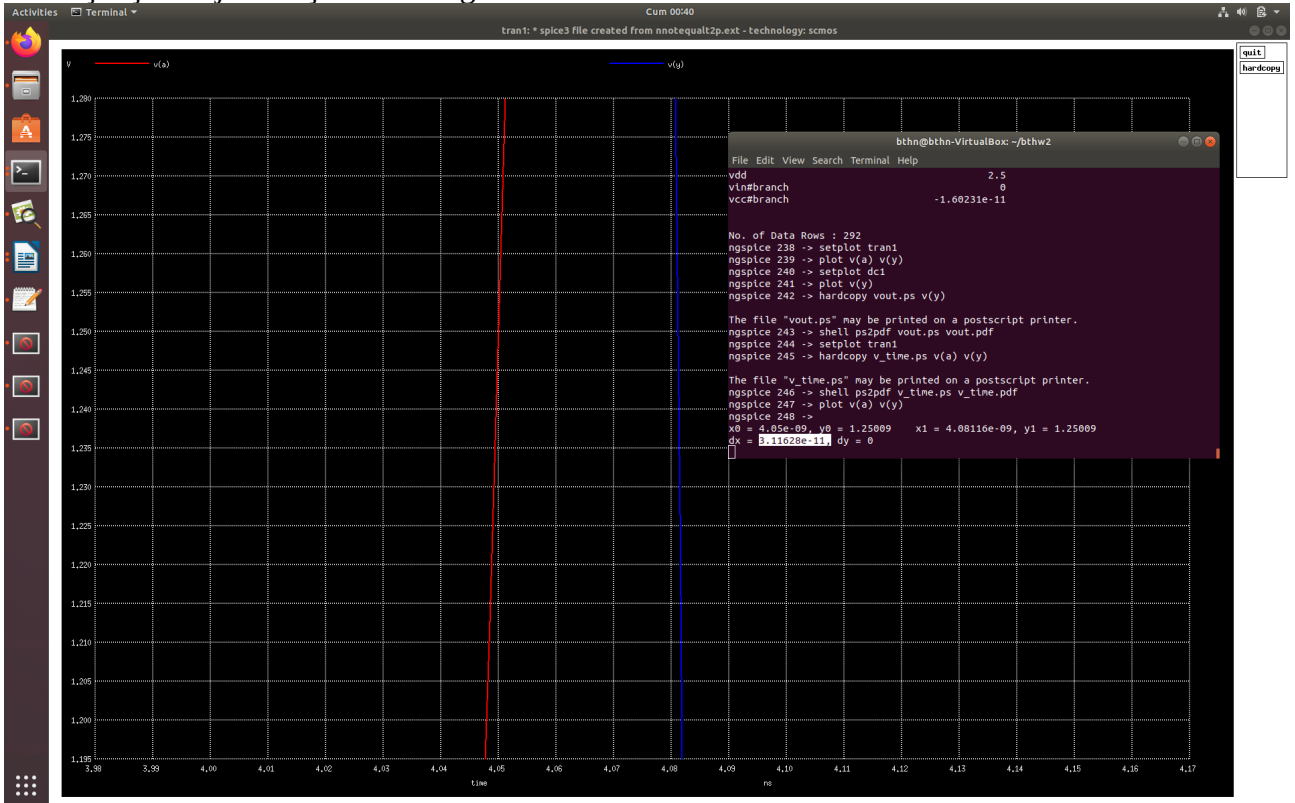 Activities Terminal Cum 00:40
tran1: * spice3 file created from nnotequalt2p.ext - technology: scmos
quit
hardcopy
V v(a) v(y)
1.280
1.275
1.270
1.265
1.260
1.255
1.250
1.245
1.240
1.235
1.230
1.225
1.220
1.215
1.210
1.205
1.200
1.195
3.98 3.99 4.00 4.01 4.02 4.03 4.04 4.05 4.06 4.07 4.08 4.09 4.10 4.11 4.12 4.13 4.14 4.15 4.16 4.17
time ns
bthn@bthn-VirtualBox: ~/bthw2
File Edit View Search Terminal Help
vdd 2.5
vin#branch 0
vcc#branch -1.60231e-11
No. of Data Rows : 292
ngspice 238 -> setplot tran1
ngspice 239 -> plot v(a) v(y)
ngspice 240 -> setplot dc1
ngspice 241 -> plot v(y)
ngspice 242 -> hardcopy vout.ps v(y)
The file "vout.ps" may be printed on a postscript printer.
ngspice 243 -> shell ps2pdf vout.ps vout.pdf
ngspice 244 -> setplot tran1
ngspice 245 -> hardcopy v_time.ps v(a) v(y)
The file "v_time.ps" may be printed on a postscript printer.
ngspice 246 -> shell ps2pdf v_time.ps v_time.pdf
ngspice 247 -> plot v(a) v(y)
ngspice 248 ->
x0 = 4.05e-09, y0 = 1.25009 x1 = 4.08116e-09, y1 = 1.25009
dx = 3.11628e-11, dy = 0